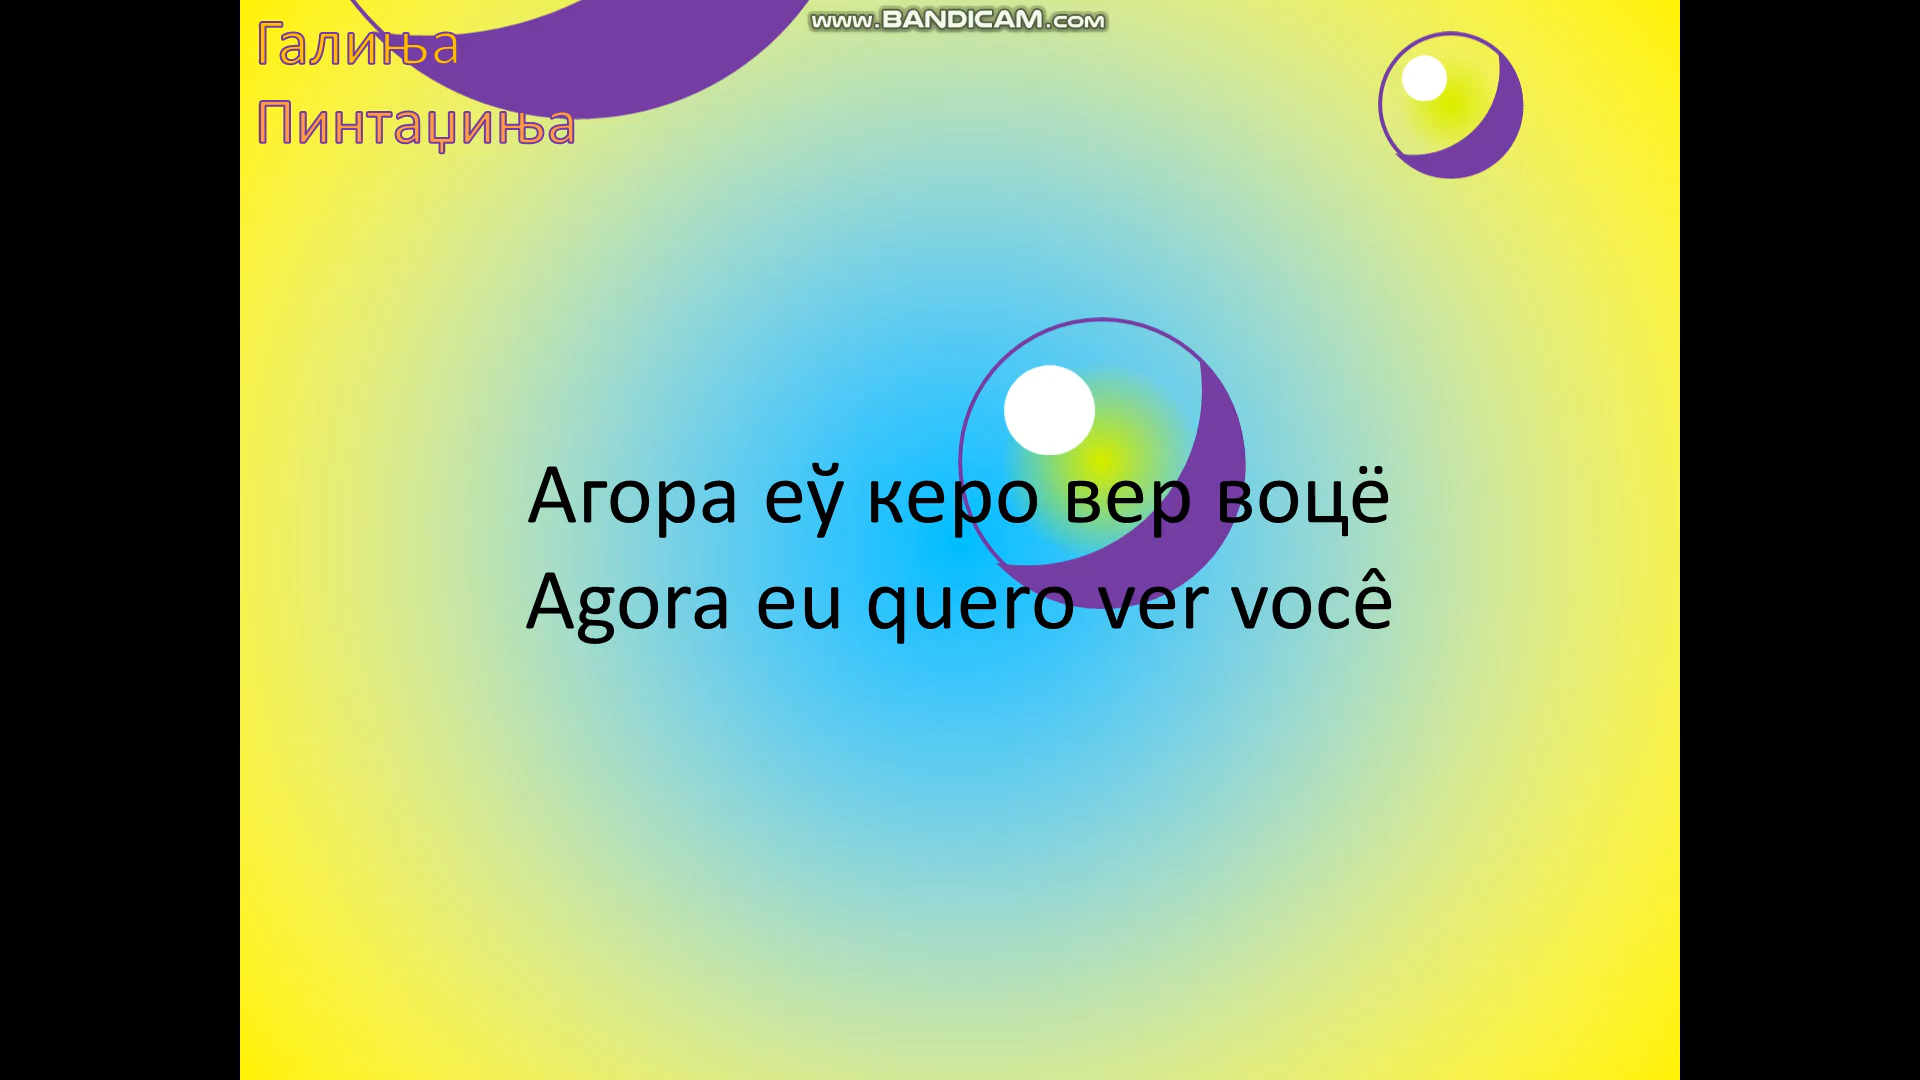 www.BANDICAM.com
Галиња
Пинтаџиња
Агора еў керо вер воцё
Agora eu quero ver você